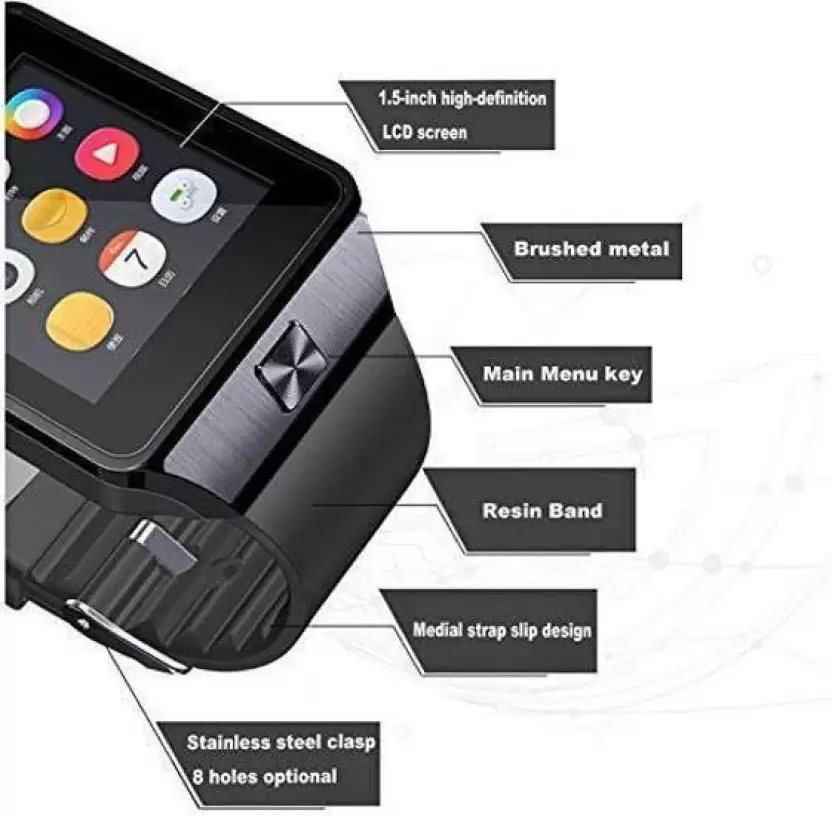 1.5-inch high-definition
LCD screen
Brushed metal
Main Menu key
7
Resin Band
Medial strap slip design
Stainless steel clasp
8 holes optional